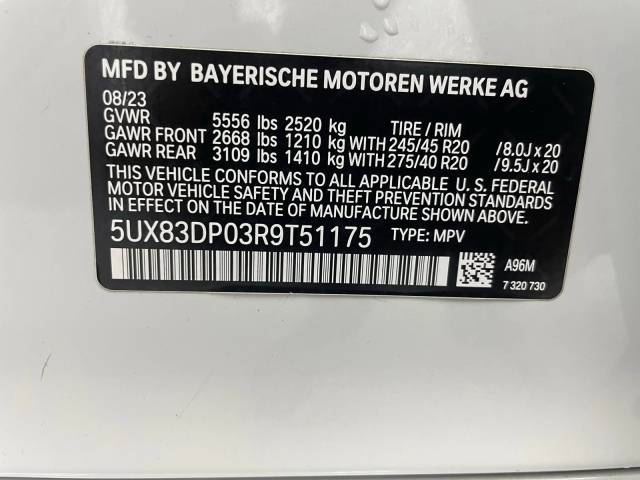 MFD BY BAYERISCHE MOTOREN WERKE AG
08/23
GVWR 5556 lbs 2520 kg TIRE / RIM
GAWR FRONT 2668 lbs 1210 kg WITH 245/45 R20 /8.0J x 20
GAWR REAR 3109 lbs 1410 kg WITH 275/40 R20 /9.5J x 20
THIS VEHICLE CONFORMS TO ALL APPLICABLE U. S. FEDERAL
MOTOR VEHICLE SAFETY AND THEFT PREVENTION STANDARDS IN
EFFECT ON THE DATE OF MANUFACTURE SHOWN ABOVE.
5UX83DP03R9T51175 TYPE: MPV
A96M
7 320 730